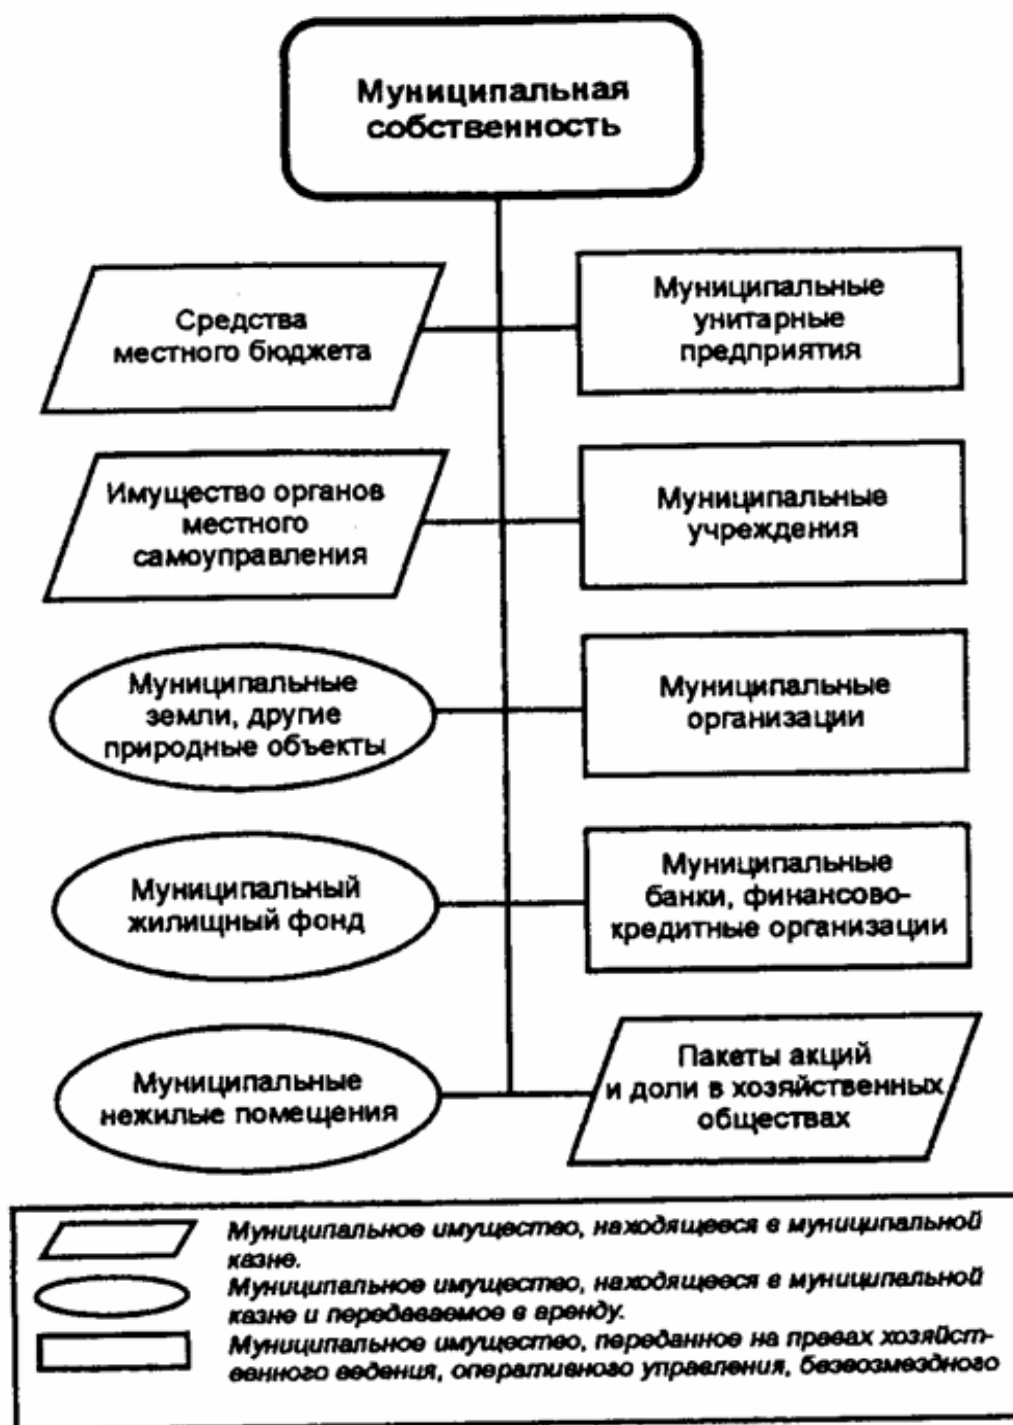 Муниципальная
собственность
Средства
местного бюджета
Муниципальные
унитарные
предприятия
Имущество органов
местного
самоуправления
Муниципальные
учреждения
Муниципальные
земли, другие
природные объекты
Муниципальные
организации
Муниципальный
жилищный фонд
Муниципальные
банки, финансово-
кредитные организации
Муниципальные
нежилые помещения
Пакеты акций
и доли в хозяйственных
обществах
Муниципальное имущество, находящееся в муниципальной
казне.
Муниципальное имущество, находящееся в муниципальной
казне и передаваемое в аренду.
Муниципальное имущество, переданное на правах хозяйст-
венного ведения, оперативного управления, безвозмездного